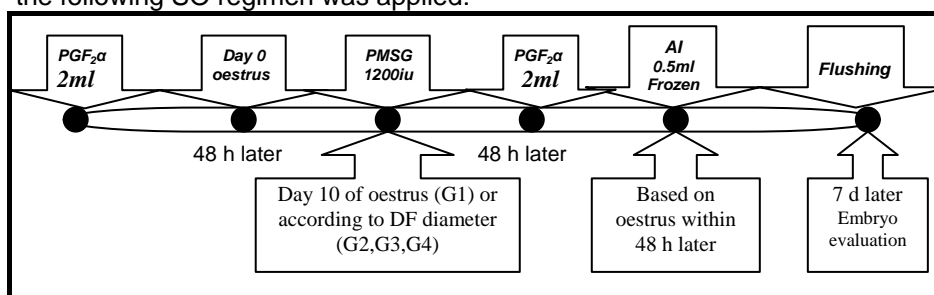 the following SO regimen was applied:
PGF₂α
2ml
Day 0
oestrus
PMSG
1200iu
PGF₂α
2ml
AI
0.5ml
Frozen
Flushing
48 h later
48 h later
Day 10 of oestrus (G1) or
according to DF diameter
(G2,G3,G4)
Based on
oestrus within
48 h later
7 d later
Embryo
evaluation